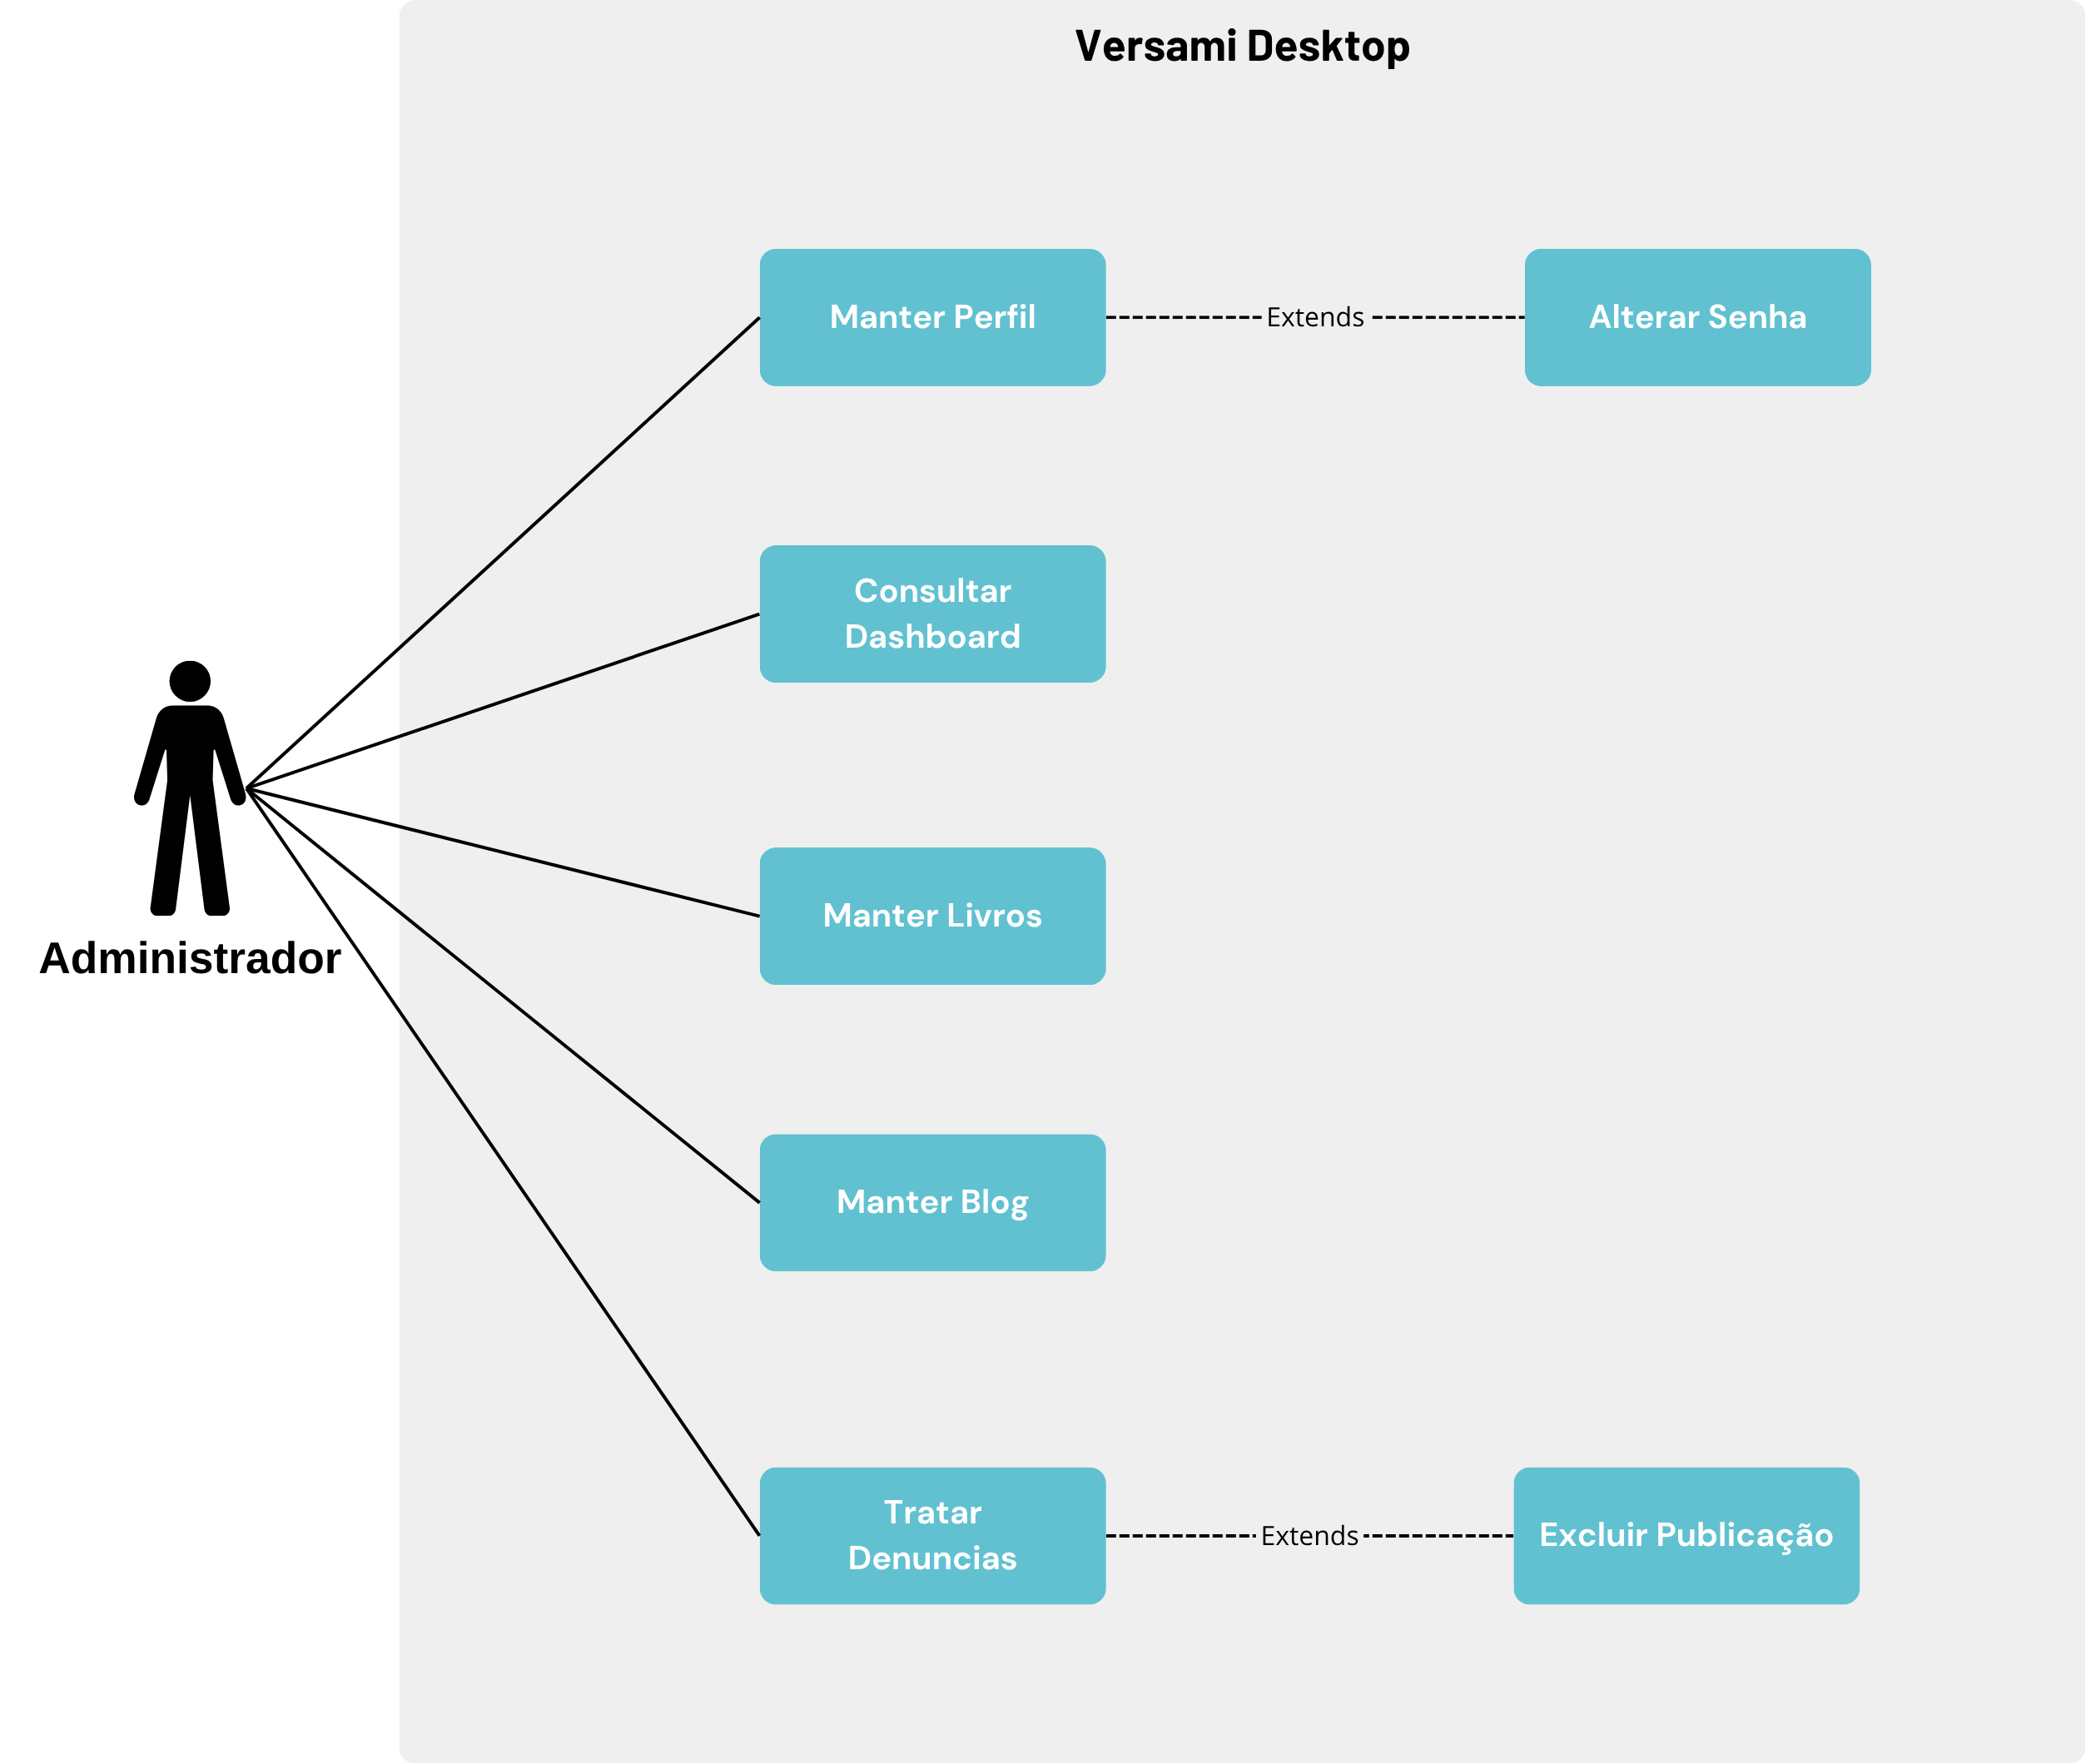 Versami Desktop
Manter Perfil
Extends
Alterar Senha
Consultar
Dashboard
Administrador
Manter Livros
Manter Blog
Tratar
Denuncias
Extends
Excluir Publicação